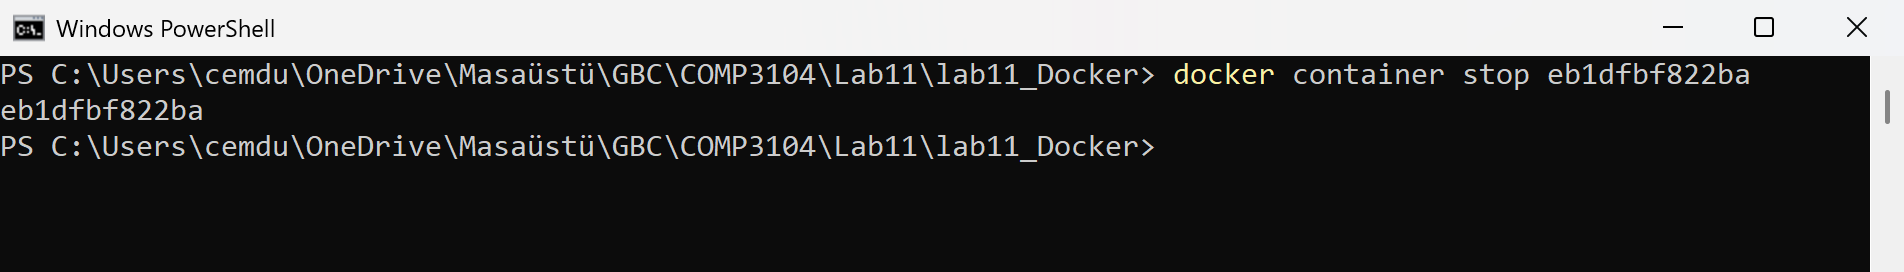 Windows PowerShell
PS C:\Users\cemdu\OneDrive\Masaüstü\GBC\COMP3104\Lab11\lab11_Docker> docker container stop eb1dfbf822ba
eb1dfbf822ba
PS C:\Users\cemdu\OneDrive\Masaüstü\GBC\COMP3104\Lab11\lab11_Docker>